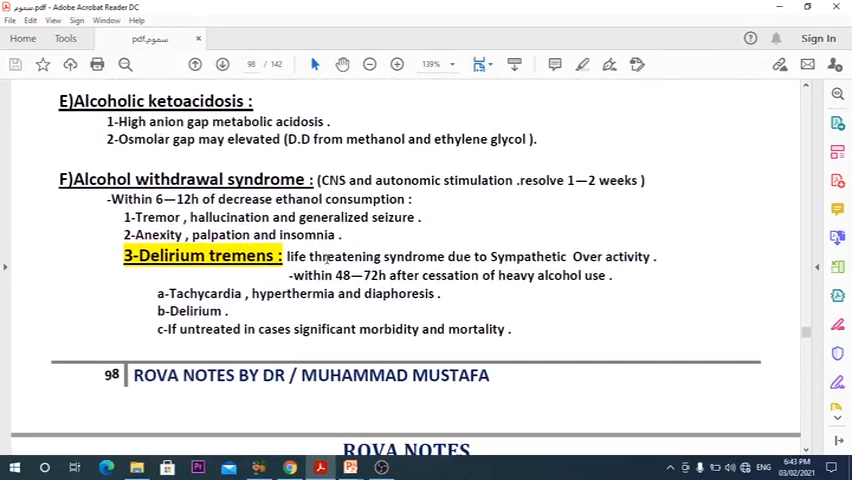 سموم.pdf - Adobe Acrobat Reader DC
File Edit View Sign Window Help
Home Tools سموم.pdf × Sign In
98 / 142 139%
E)Alcoholic ketoacidosis :
1-High anion gap metabolic acidosis .
2-Osmolar gap may elevated (D.D from methanol and ethylene glycol ).
F)Alcohol withdrawal syndrome : (CNS and autonomic stimulation .resolve 1—2 weeks )
-Within 6—12h of decrease ethanol consumption :
1-Tremor , hallucination and generalized seizure .
2-Anexity , palpation and insomnia .
3-Delirium tremens : life threatening syndrome due to Sympathetic Over activity .
-within 48—72h after cessation of heavy alcohol use .
a-Tachycardia , hyperthermia and diaphoresis .
b-Delirium .
c-If untreated in cases significant morbidity and mortality .
98 ROVA NOTES BY DR / MUHAMMAD MUSTAFA
ROVA NOTES
ENG 6:43 PM
03/02/2021